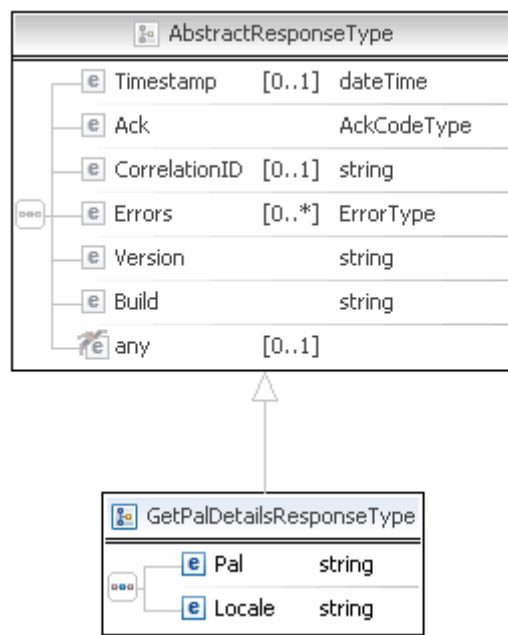 AbstractResponseType
e Timestamp [0..1] dateTime
e Ack AckCodeType
e CorrelationID [0..1] string
e Errors [0..*] ErrorType
e Version string
e Build string
e any [0..1]
GetPalDetailsResponseType
e Pal string
e Locale string